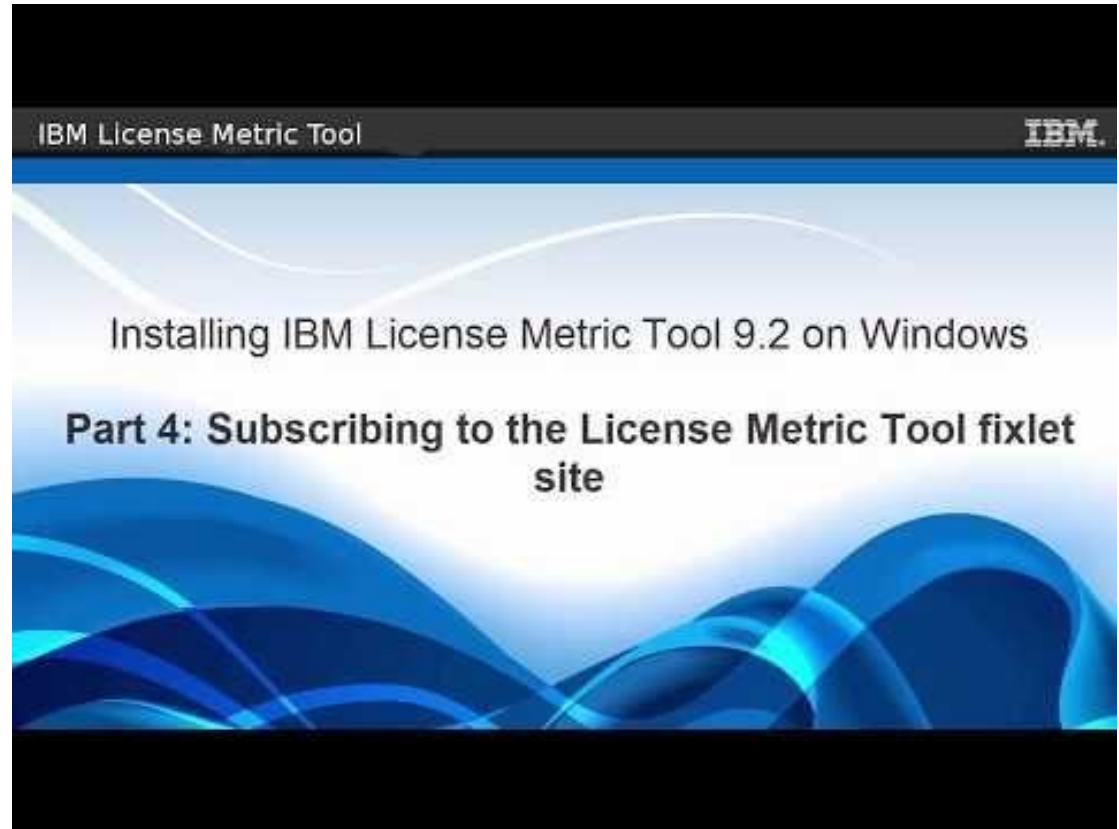 IBM License Metric Tool
IBM.
Installing IBM License Metric Tool 9.2 on Windows
Part 4: Subscribing to the License Metric Tool fixlet
site